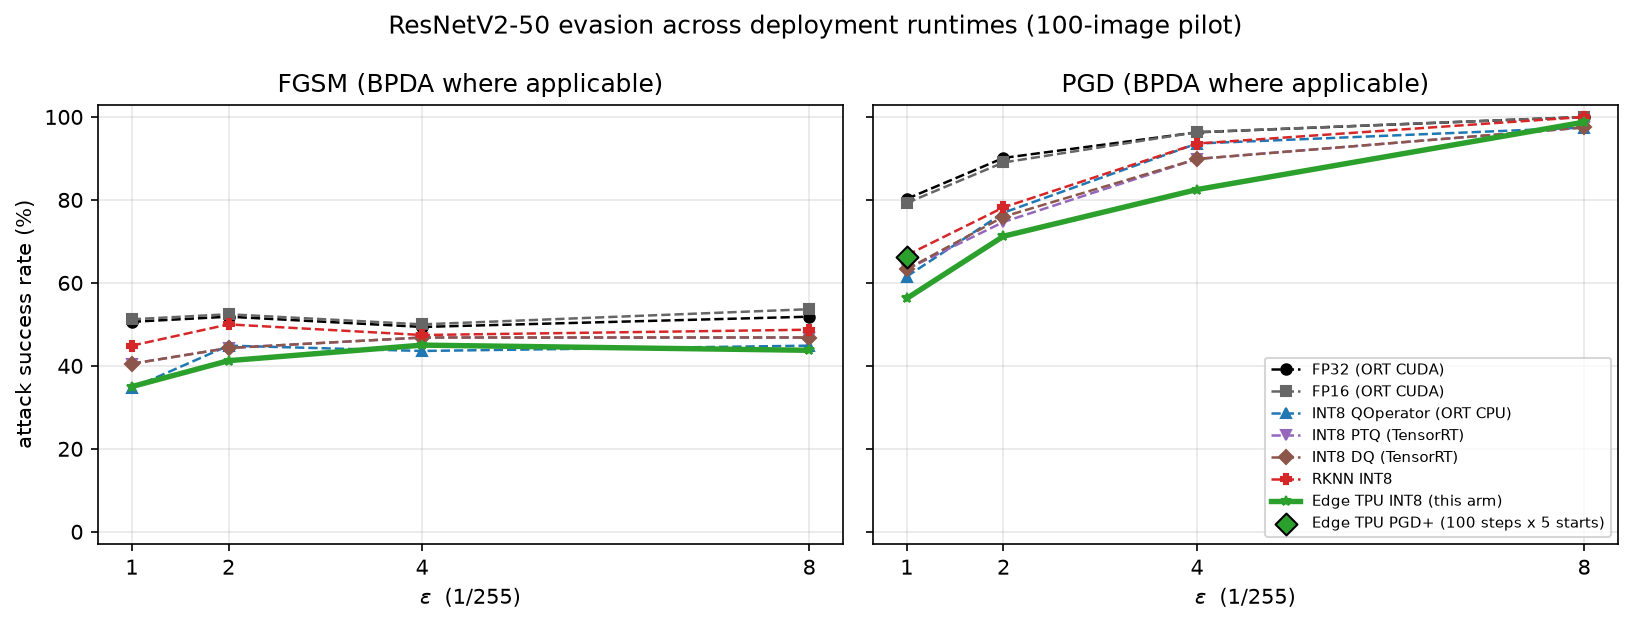 ResNetV2-50 evasion across deployment runtimes (100-image pilot)
FGSM (BPDA where applicable)
attack success rate (%)
100
80
60
40
20
0
1
2
4
8
ε (1/255)
PGD (BPDA where applicable)
FP32 (ORT CUDA)
FP16 (ORT CUDA)
INT8 QOperator (ORT CPU)
INT8 PTQ (TensorRT)
INT8 DQ (TensorRT)
RKNN INT8
Edge TPU INT8 (this arm)
Edge TPU PGD+ (100 steps x 5 starts)
1
2
4
8
ε (1/255)